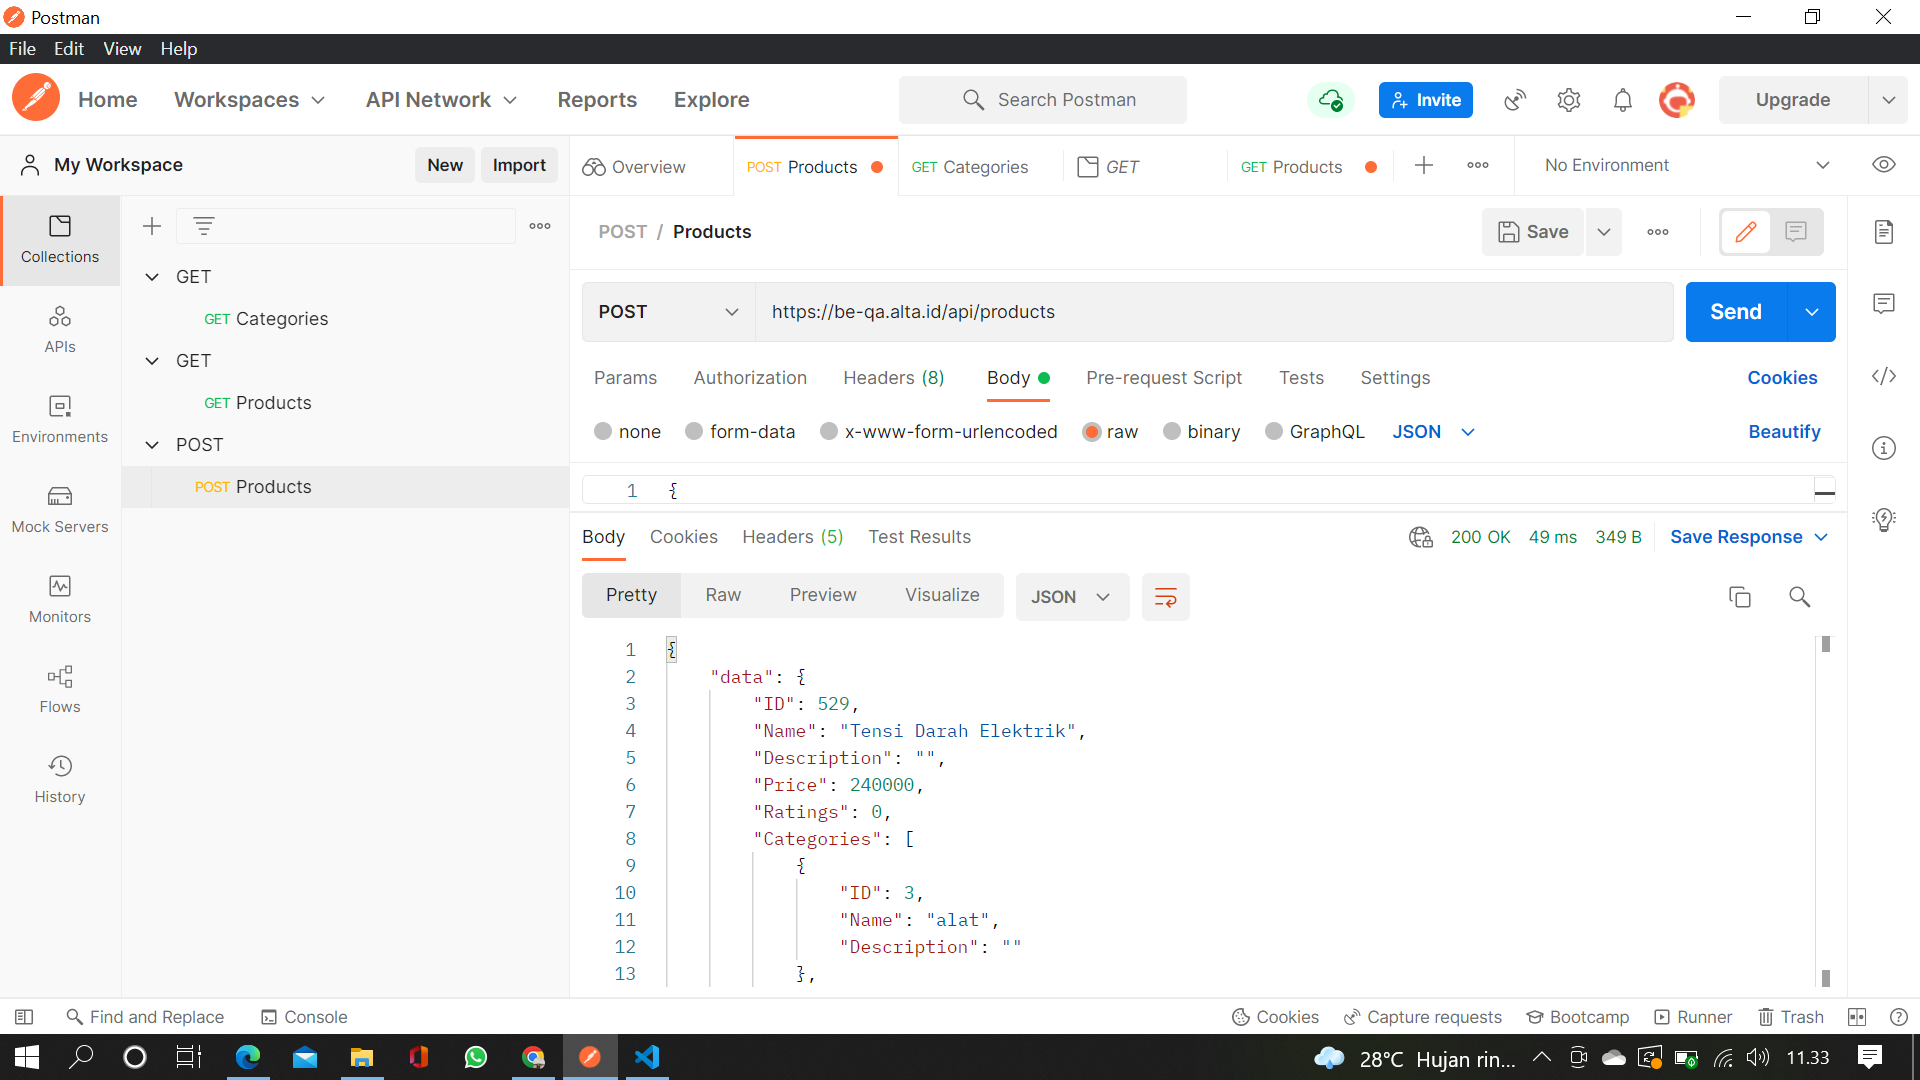 Postman
File Edit View Help
Home Workspaces API Network Reports Explore Search Postman Invite Upgrade
My Workspace New Import Overview POST Products GET Categories GET GET Products No Environment
Collections
APIs
Environments
Mock Servers
Monitors
Flows
History
GET
GET Categories
GET
GET Products
POST
POST Products
POST / Products Save
POST https://be-qa.alta.id/api/products Send
Params Authorization Headers (8) Body Pre-request Script Tests Settings Cookies
none form-data x-www-form-urlencoded raw binary GraphQL JSON Beautify
1 {
Body Cookies Headers (5) Test Results 200 OK 49 ms 349 B Save Response
Pretty Raw Preview Visualize JSON
1 {
2 "data": {
3 "ID": 529,
4 "Name": "Tensi Darah Elektrik",
5 "Description": "",
6 "Price": 240000,
7 "Ratings": 0,
8 "Categories": [
9 {
10 "ID": 3,
11 "Name": "alat",
12 "Description": ""
13 },
Find and Replace Console Cookies Capture requests Bootcamp Runner Trash
28°C Hujan rin... 11.33